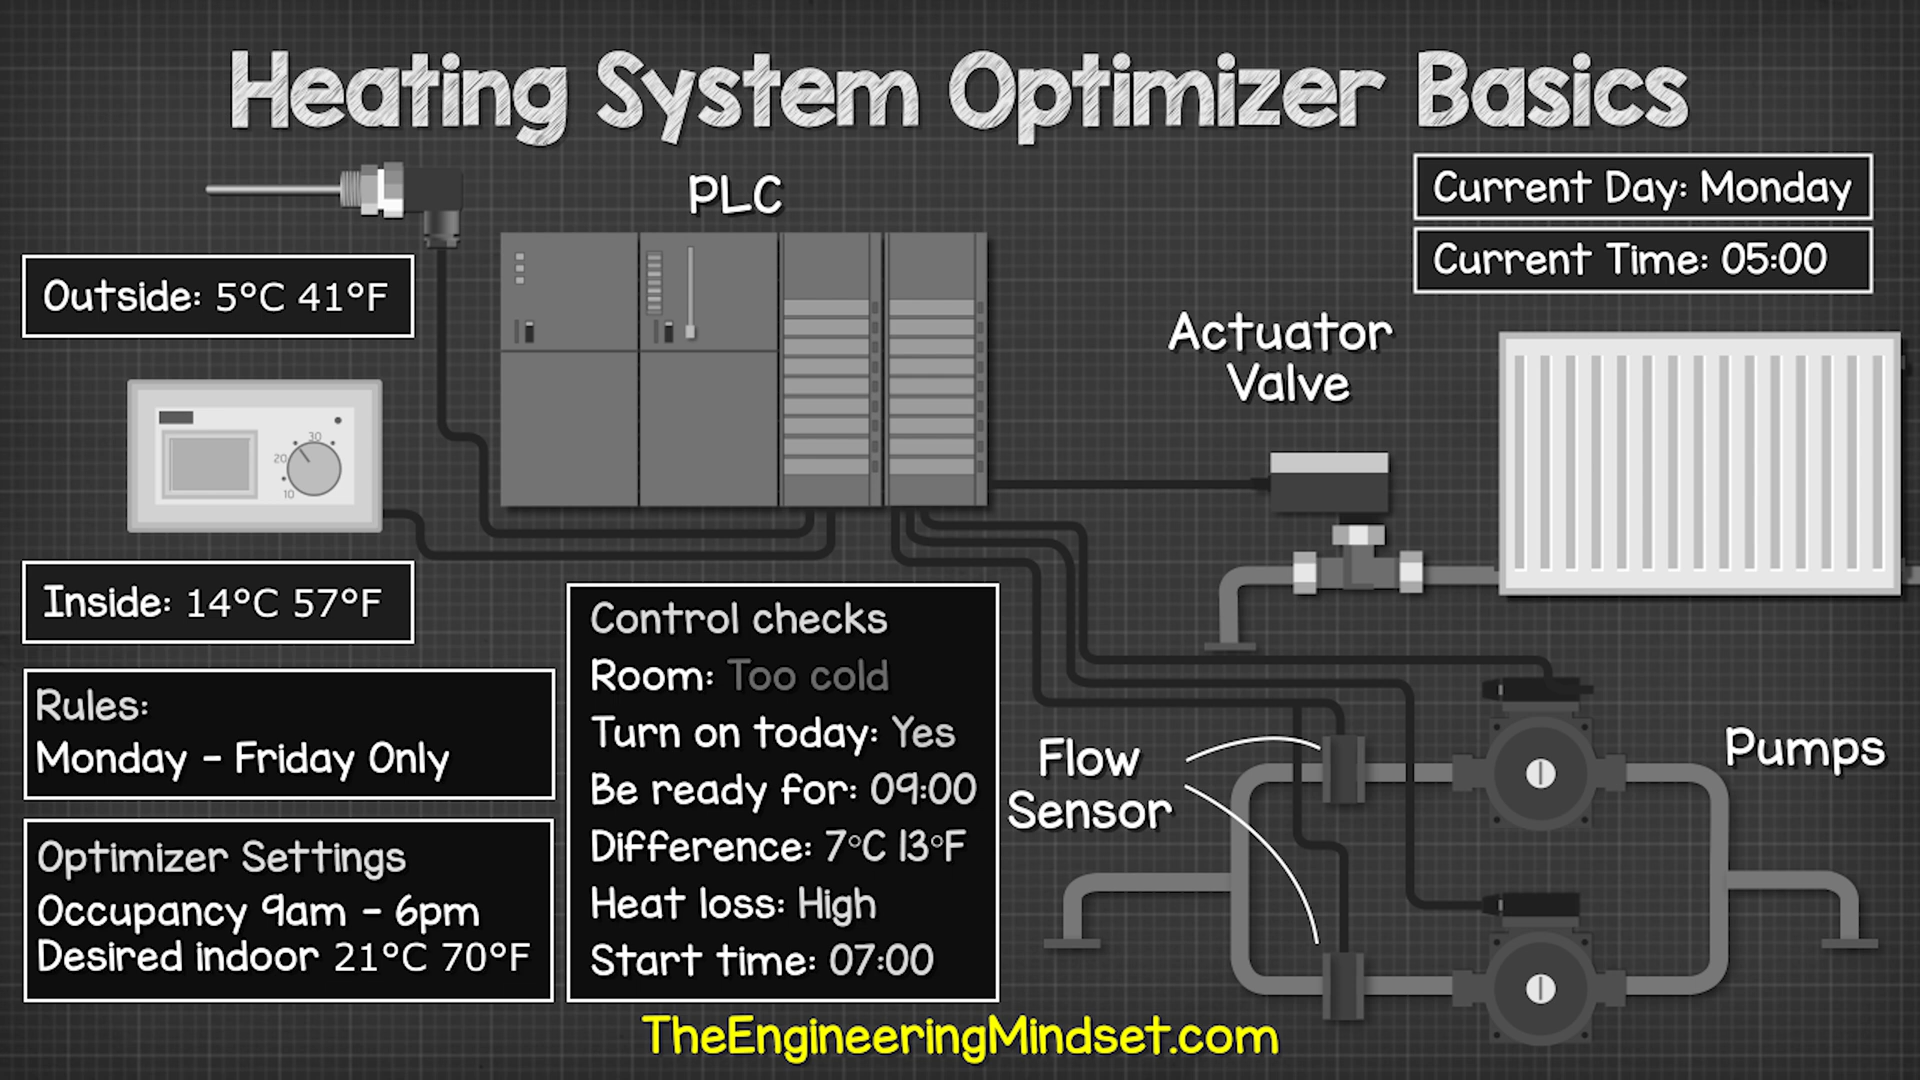 Heating System Optimizer Basics
PLC
Current Day: Monday
Current Time: 05:00
Outside: 5°C 41°F
Actuator
Valve
30
20
10
Inside: 14°C 57°F
Rules:
Monday - Friday Only
Optimizer Settings
Occupancy 9am - 6pm
Desired indoor 21°C 70°F
Control checks
Room: Too cold
Turn on today: Yes
Be ready for: 09:00
Difference: 7°C 13°F
Heat loss: High
Start time: 07:00
Flow
Sensor
Pumps
TheEngineeringMindset.com